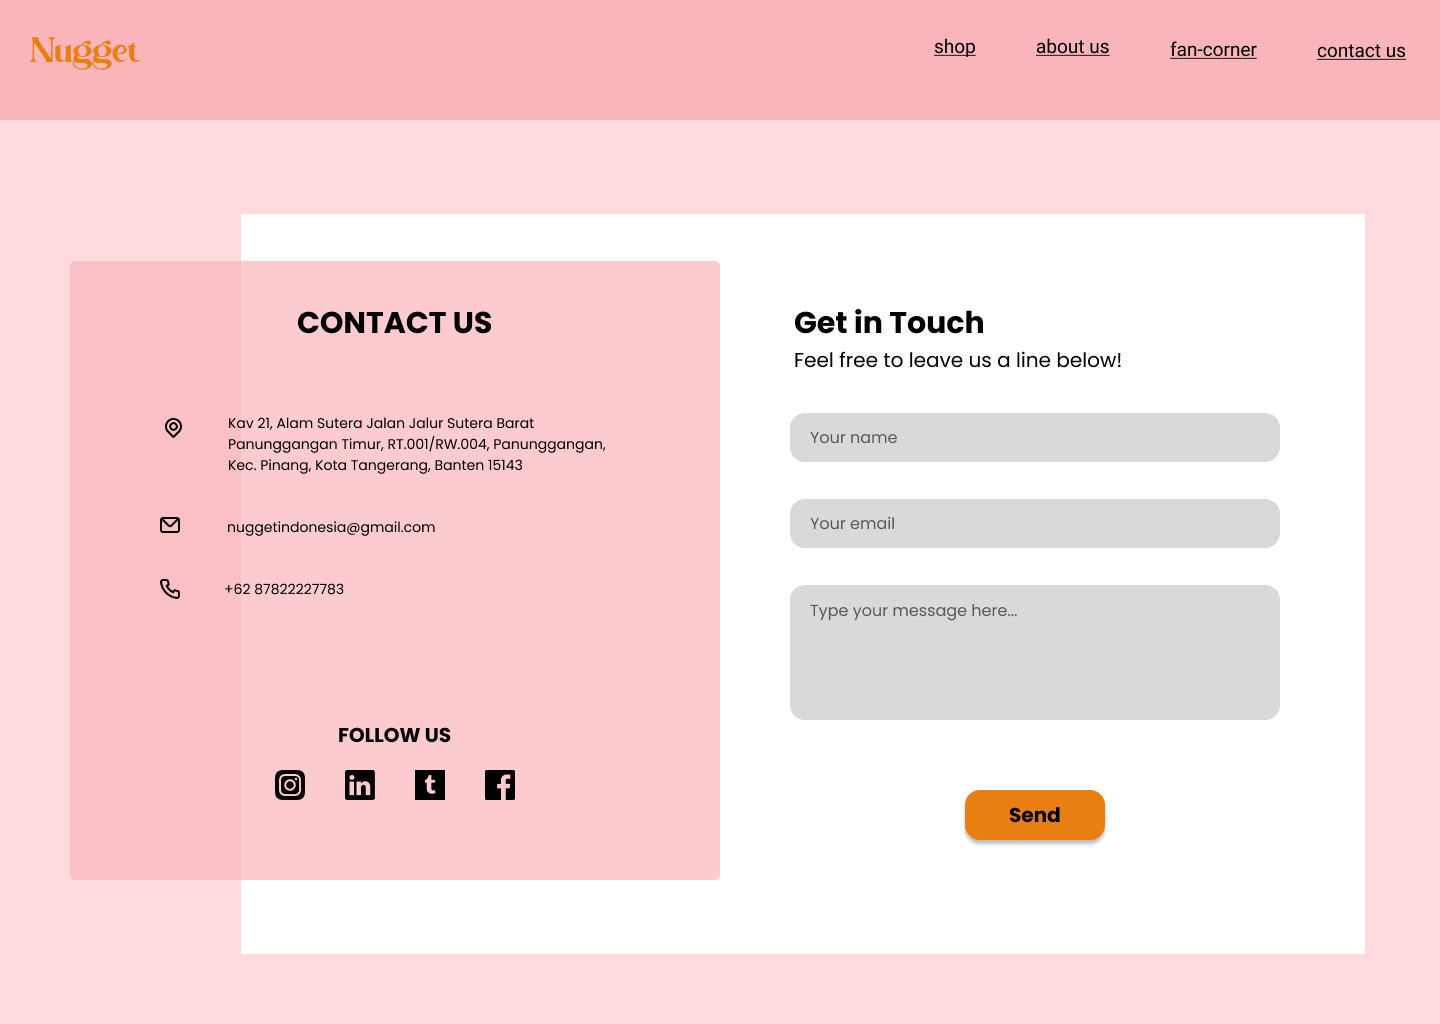 Nugget
shop
about us
fan-corner
contact us
CONTACT US
Kav 21, Alam Sutera Jalan Jalur Sutera Barat
Panunggangan Timur, RT.001/RW.004, Panunggangan,
Kec. Pinang, Kota Tangerang, Banten 15143
nuggetindonesia@gmail.com
+62 87822227783
FOLLOW US
Get in Touch
Feel free to leave us a line below!
Your name
Your email
Type your message here...
Send